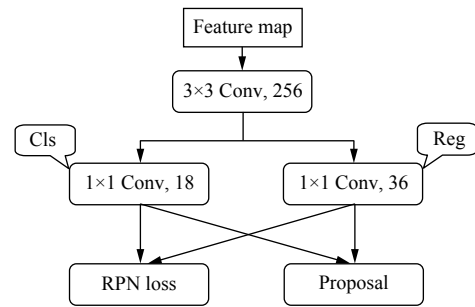 Feature map
3×3 Conv, 256
Cls
Reg
1×1 Conv, 18
1×1 Conv, 36
RPN loss
Proposal